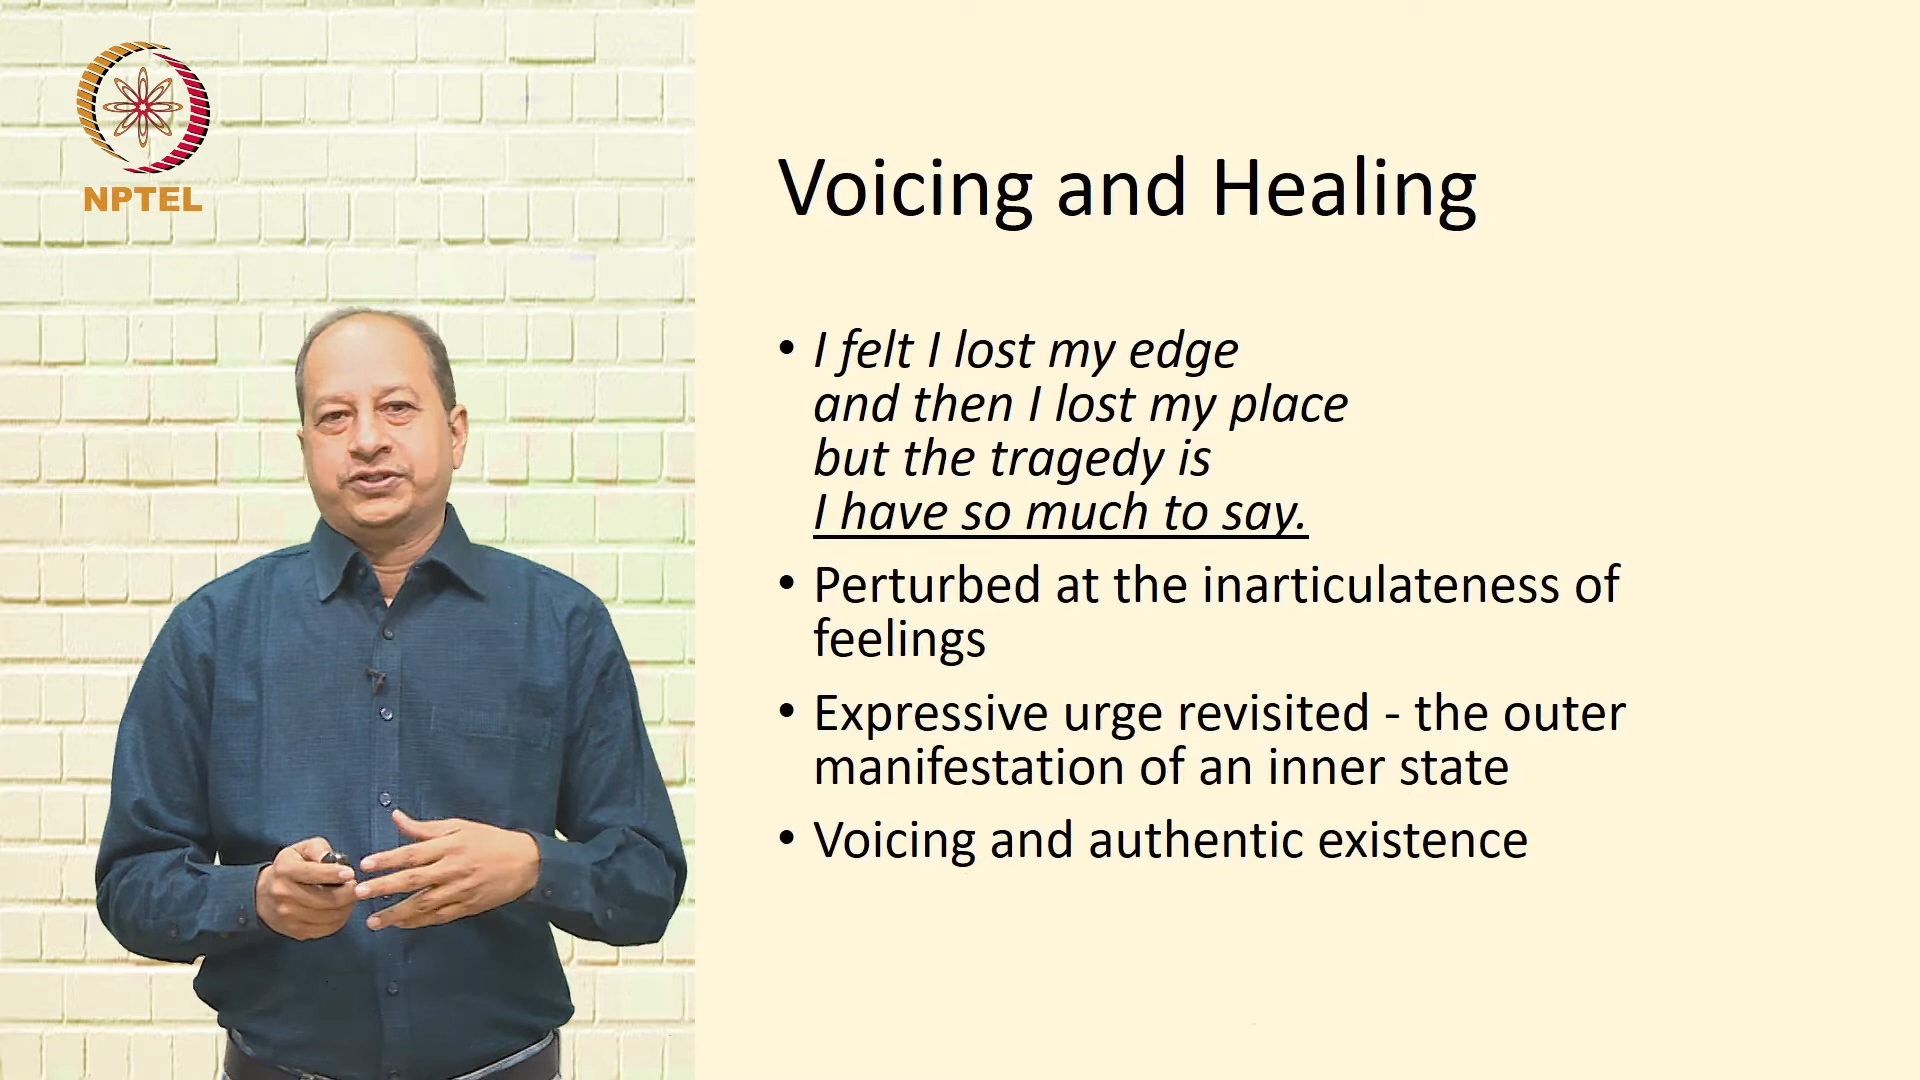 NPTEL
Voicing and Healing
• I felt I lost my edge
and then I lost my place
but the tragedy is
I have so much to say.
• Perturbed at the inarticulateness of
feelings
• Expressive urge revisited - the outer
manifestation of an inner state
• Voicing and authentic existence